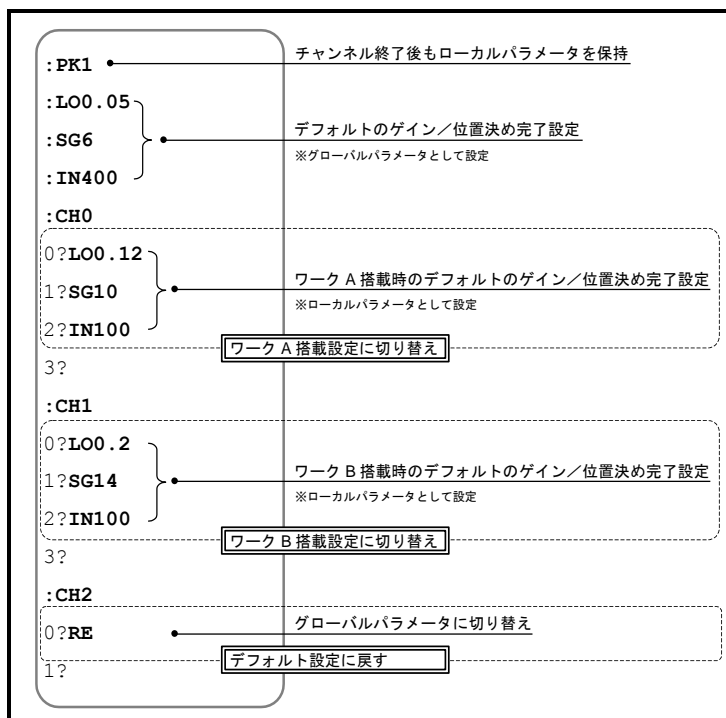 :PK1 チャンネル終了後もローカルパラメータを保持
:LO0.05
:SG6 デフォルトのゲイン／位置決め完了設定
※グローバルパラメータとして設定
:IN400
:CH0
0?LO0.12
1?SG10 ワークA搭載時のデフォルトのゲイン／位置決め完了設定
※ローカルパラメータとして設定
2?IN100
ワークA搭載設定に切り替え
3?
:CH1
0?LO0.2
1?SG14 ワークB搭載時のデフォルトのゲイン／位置決め完了設定
※ローカルパラメータとして設定
2?IN100
ワークB搭載設定に切り替え
3?
:CH2
0?RE グローバルパラメータに切り替え
デフォルト設定に戻す
1?